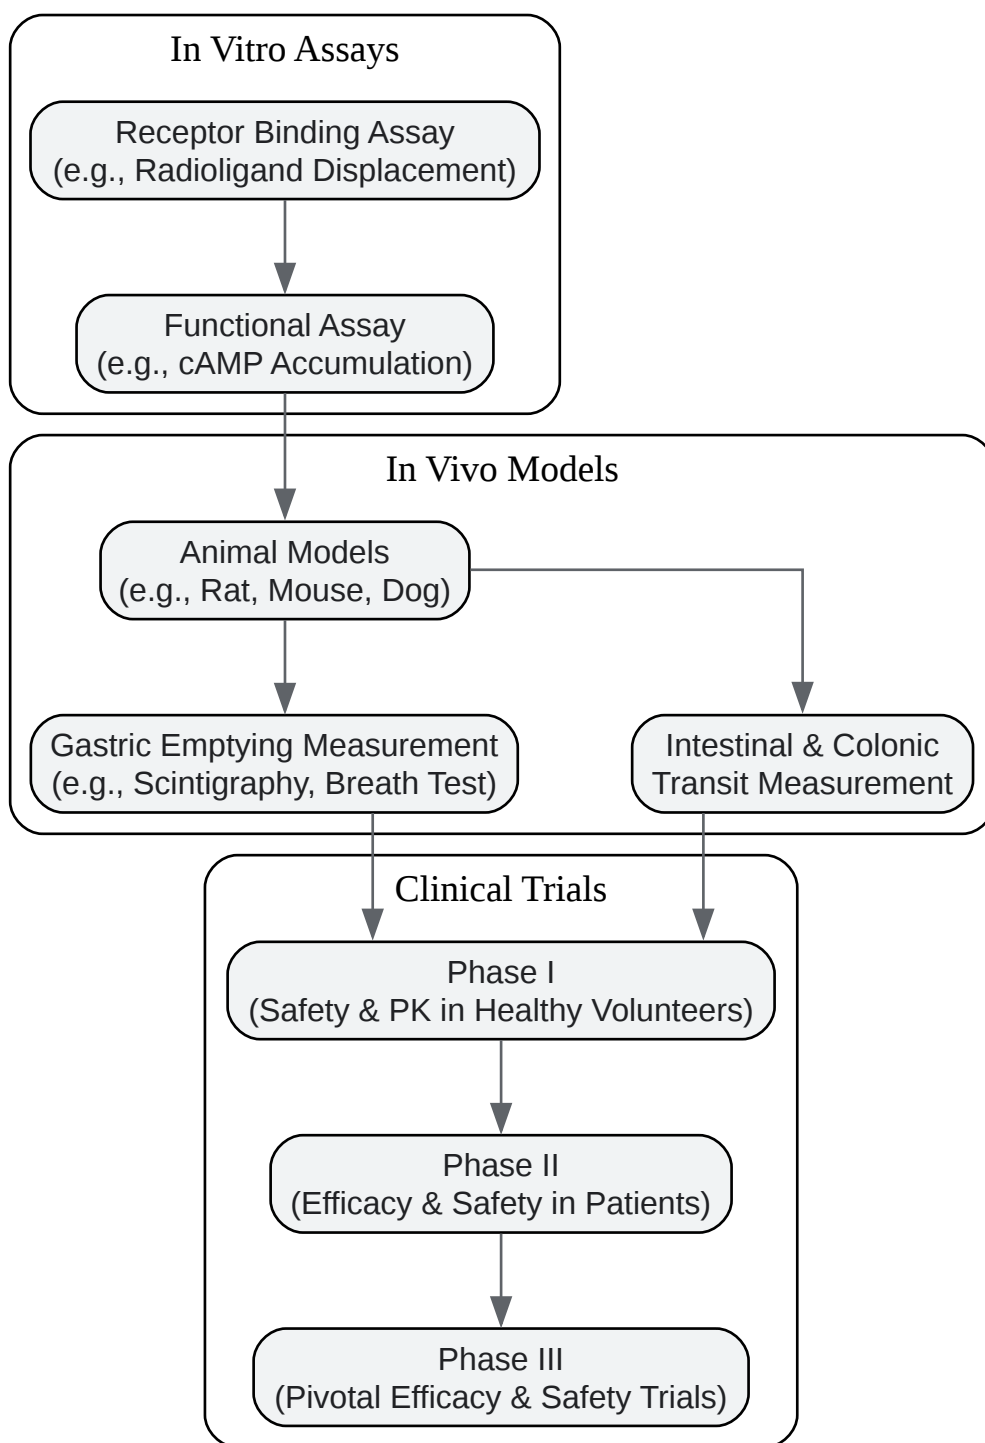 In Vitro Assays
Receptor Binding Assay
(e.g., Radioligand Displacement)
Functional Assay
(e.g., cAMP Accumulation)
In Vivo Models
Animal Models
(e.g., Rat, Mouse, Dog)
Gastric Emptying Measurement
(e.g., Scintigraphy, Breath Test)
Intestinal & Colonic
Transit Measurement
Clinical Trials
Phase I
(Safety & PK in Healthy Volunteers)
Phase II
(Efficacy & Safety in Patients)
Phase III
(Pivotal Efficacy & Safety Trials)